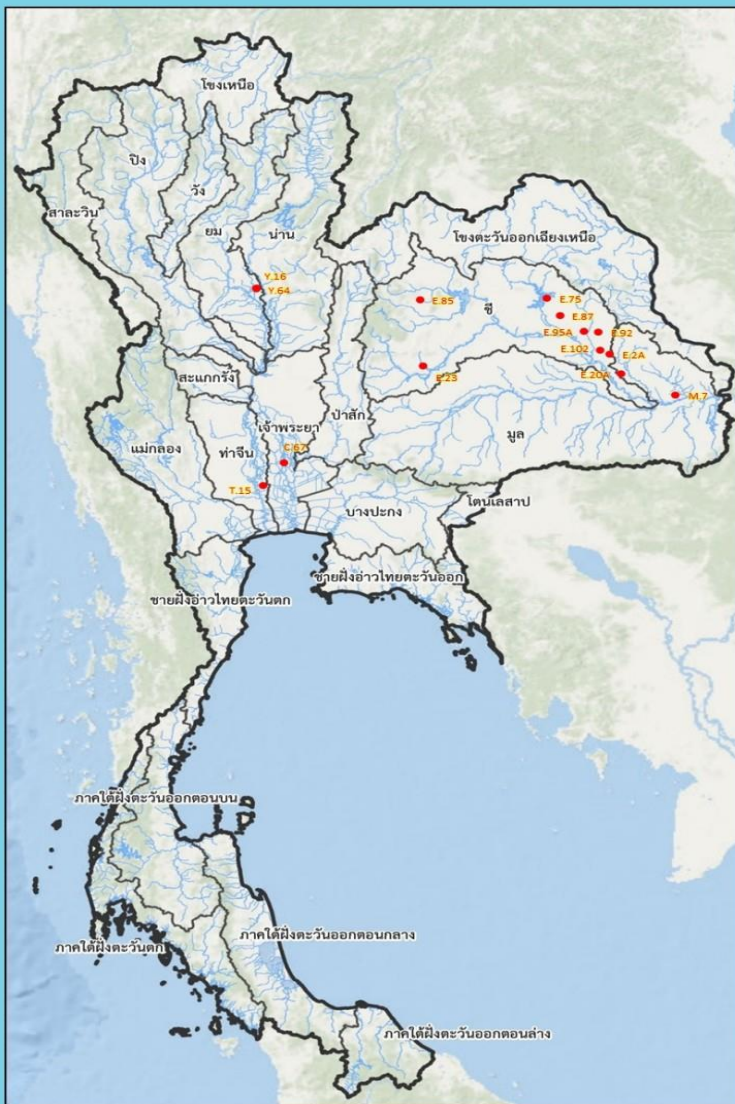 โขงเหนือ
ปิง
วัง
สาละวิน
ยม
น่าน
โขงตะวันออกเฉียงเหนือ
Y.16
Y.64
E.85
E.75
ชี
E.87
E.95A
E.92
E.102
E.2A
E.23
E.20A
สะแกกรัง
M.7
ป่าสัก
เจ้าพระยา
มูล
แม่กลอง
ท่าจีน
C.67
T.15
โตนเลสาป
บางปะกง
ชายฝั่งอ่าวไทยตะวันออก
ชายฝั่งอ่าวไทยตะวันตก
ภาคใต้ฝั่งตะวันออกตอนบน
ภาคใต้ฝั่งตะวันออกตอนกลาง
ภาคใต้ฝั่งตะวันตก
ภาคใต้ฝั่งตะวันออกตอนล่าง